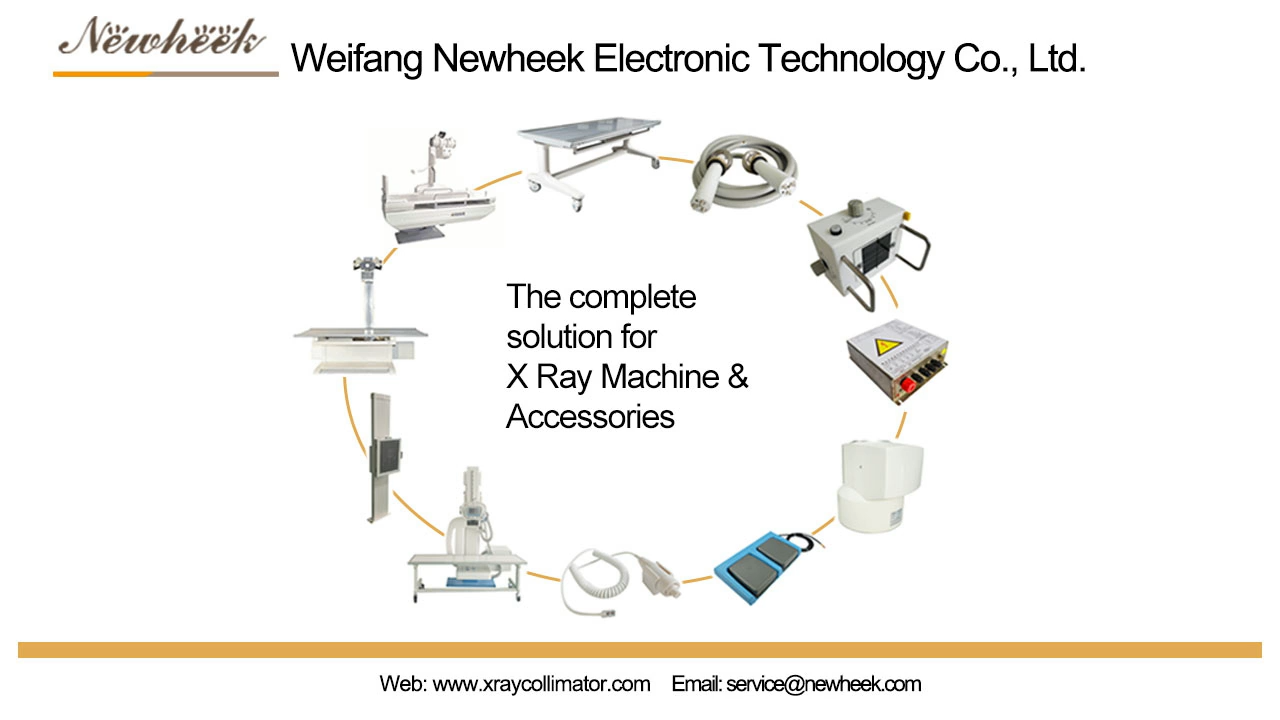 Newheek
Weifang Newheek Electronic Technology Co., Ltd.
The complete
solution for
X Ray Machine &
Accessories
Web: www.xraycollimator.com Email: service@newheek.com